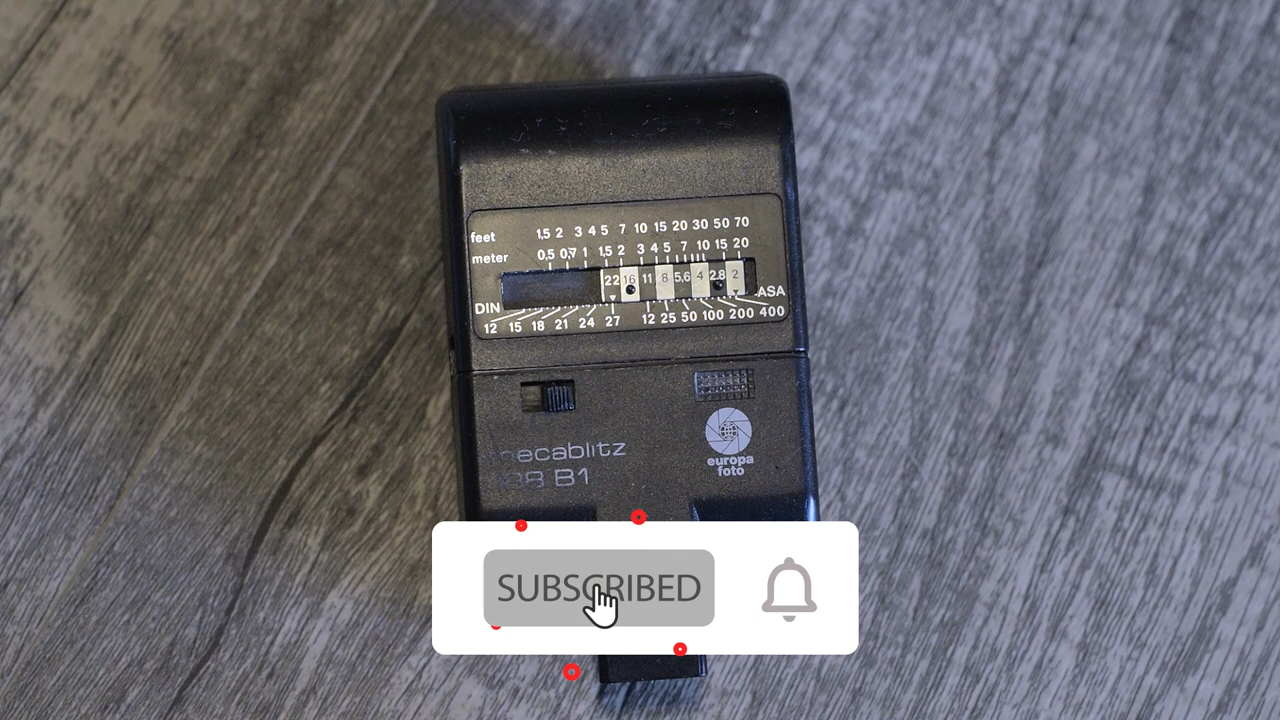 feet 1,5 2 3 4 5 7 10 15 20 30 50 70
meter 0,5 0,7 1 1,5 2 3 4 5 7 10 15 20
22 16 11 8 5.6 4 2.8 2
DIN ASA
12 15 18 21 24 27 12 25 50 100 200 400
mecablitz
B1
europa
foto
SUBSCRIBED